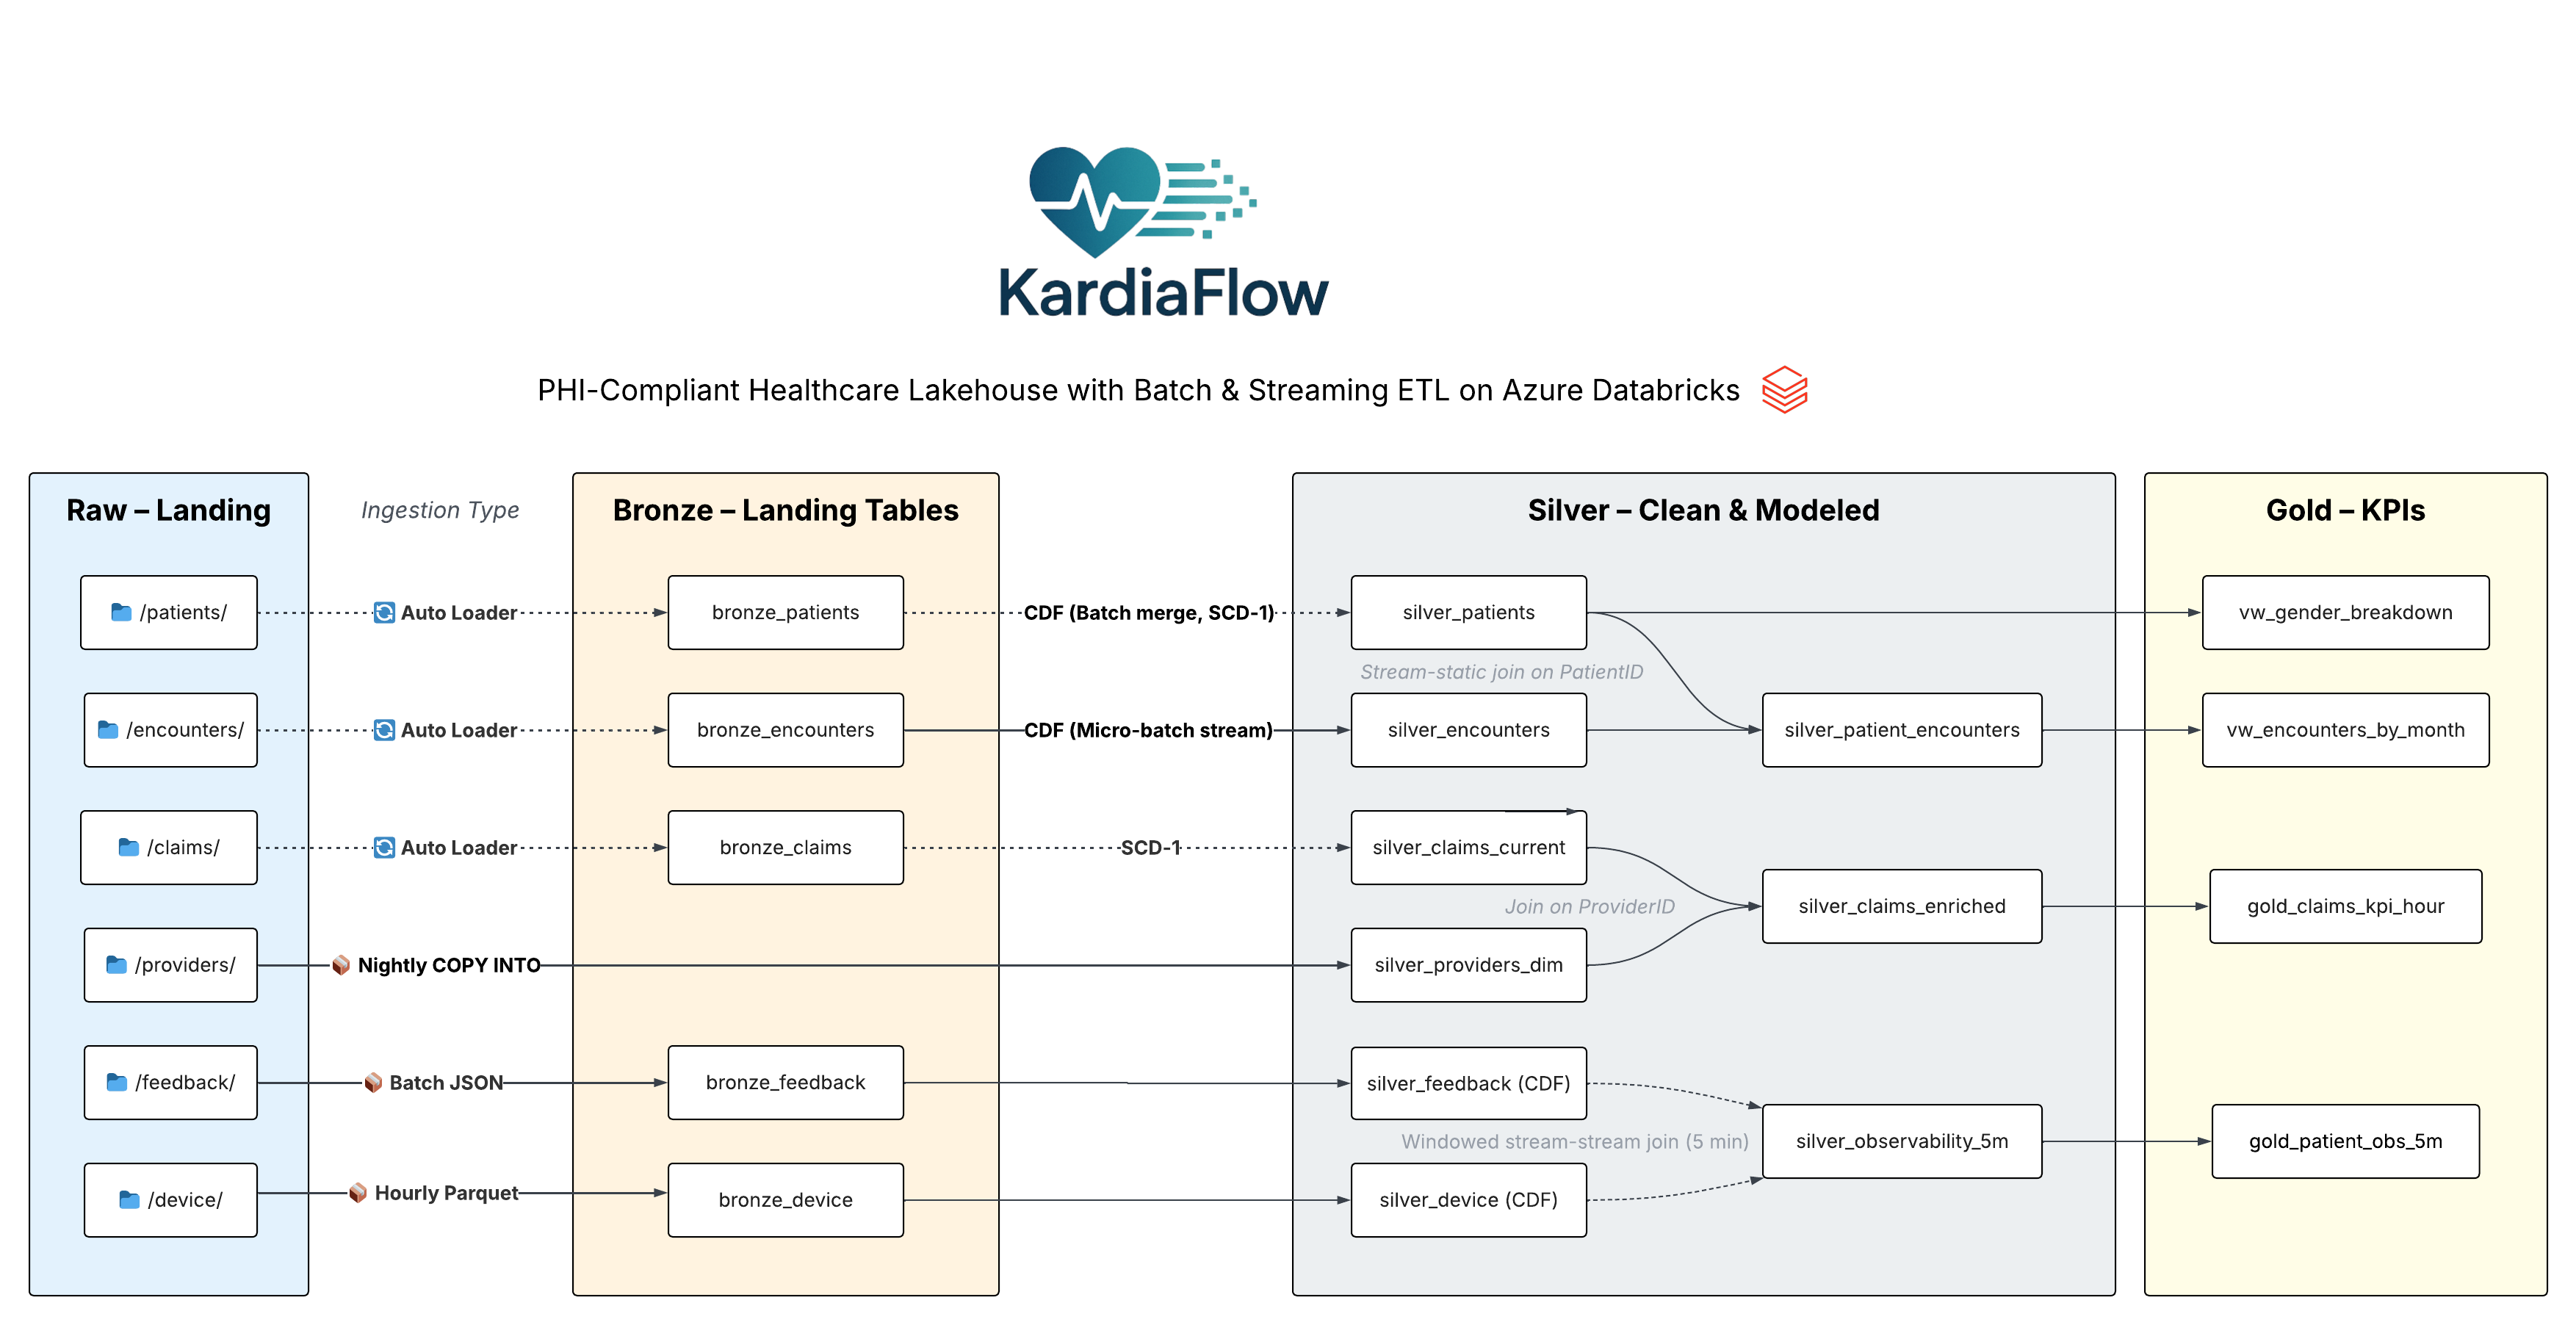 KardiaFlow
PHI-Compliant Healthcare Lakehouse with Batch & Streaming ETL on Azure Databricks
Raw – Landing
Ingestion Type
Bronze – Landing Tables
Silver – Clean & Modeled
Gold – KPIs
/patients/
Auto Loader
bronze_patients
CDF (Batch merge, SCD-1)
silver_patients
vw_gender_breakdown
Stream-static join on PatientID
/encounters/
Auto Loader
bronze_encounters
CDF (Micro-batch stream)
silver_encounters
silver_patient_encounters
vw_encounters_by_month
/claims/
Auto Loader
bronze_claims
SCD-1
silver_claims_current
Join on ProviderID
silver_claims_enriched
gold_claims_kpi_hour
/providers/
Nightly COPY INTO
silver_providers_dim
/feedback/
Batch JSON
bronze_feedback
silver_feedback (CDF)
Windowed stream-stream join (5 min)
silver_observability_5m
gold_patient_obs_5m
/device/
Hourly Parquet
bronze_device
silver_device (CDF)